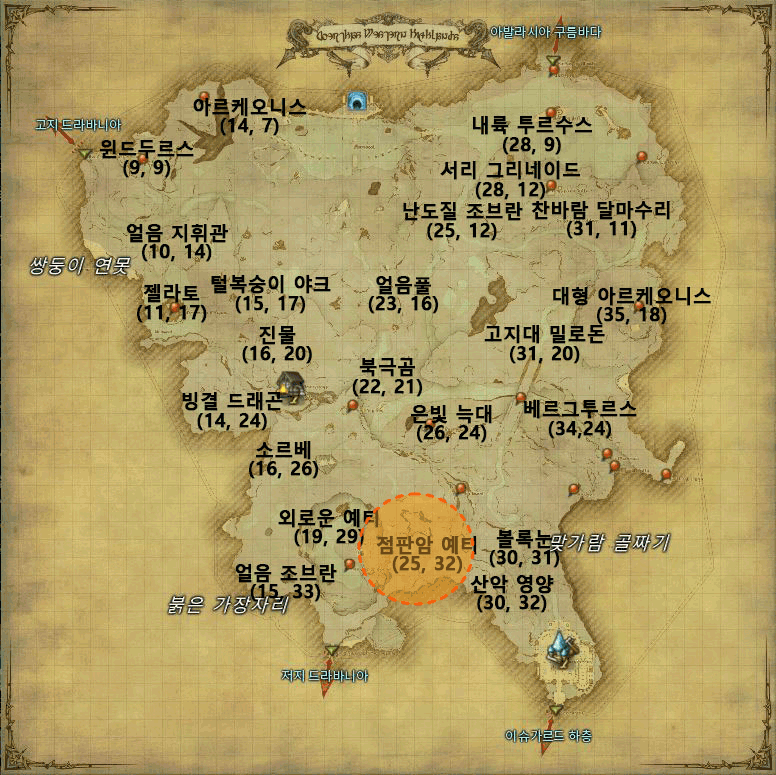 아발라시아 구름바다
고지 드라바니아
아르케오니스
(14, 7)
내륙 투르수스
(28, 9)
윈드두르스
(9, 9)
서리 그리네이드
(28, 12)
난도질 조브란
(25, 12)
찬바람 달마수리
(31, 11)
얼음 지휘관
(10, 14)
쌍둥이 연못
젤라토
(11, 17)
털복숭이 야크
(15, 17)
얼음풀
(23, 16)
대형 아르케오니스
(35, 18)
진물
(16, 20)
고지대 밀로돈
(31, 20)
북극곰
(22, 21)
빙결 드래곤
(14, 24)
은빛 늑대
(26, 24)
베르그투르스
(34,24)
소르베
(16, 26)
외로운 예티
(19, 29)
점판암 예티
(25, 32)
볼록눈
(30, 31)
맞가람 골짜기
얼음 조브란
(15, 33)
산악 영양
(30, 32)
붉은 가장자리
저지 드라바니아
이슈가르드 하층